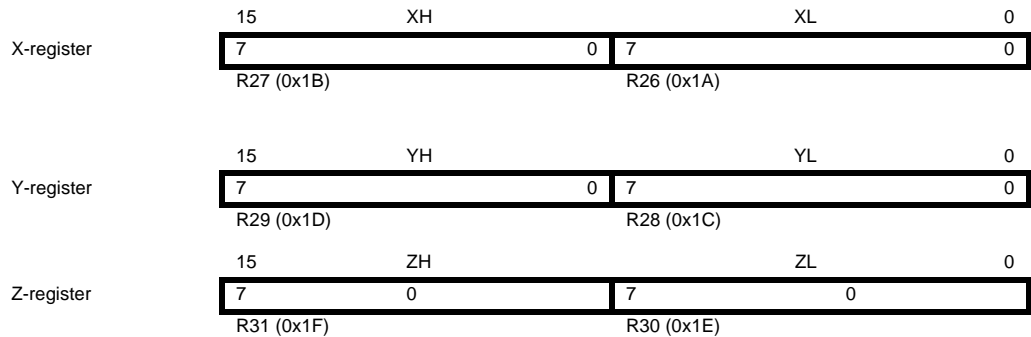 15 XH XL 0
X-register 7 0 7 0
R27 (0x1B) R26 (0x1A)
15 YH YL 0
Y-register 7 0 7 0
R29 (0x1D) R28 (0x1C)
15 ZH ZL 0
Z-register 7 0 7 0
R31 (0x1F) R30 (0x1E)